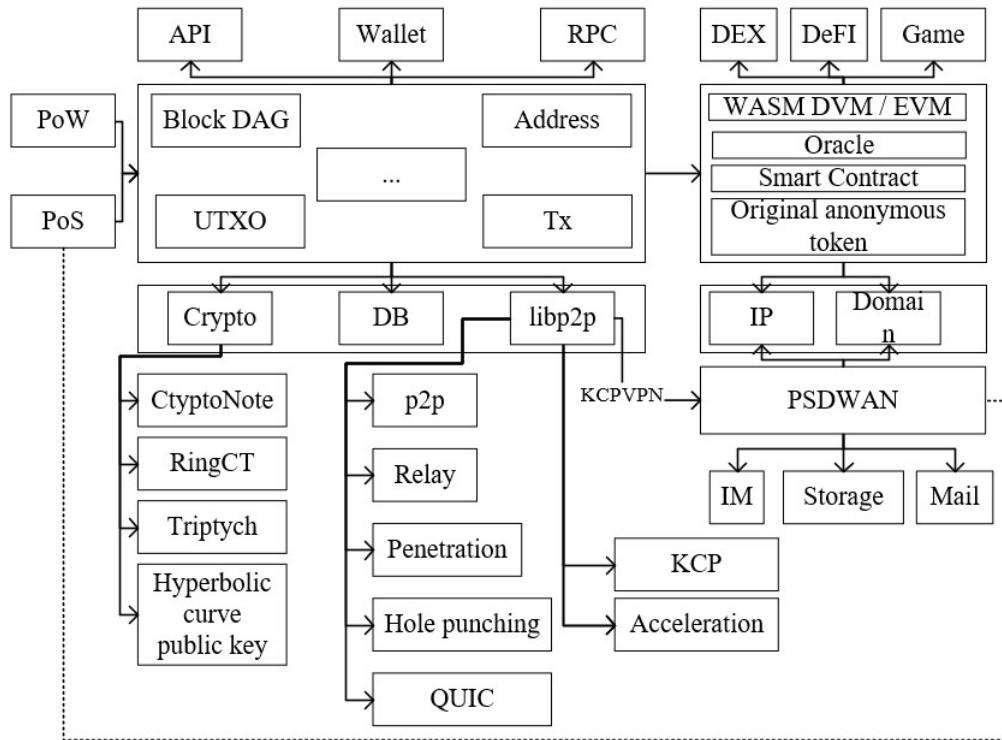 API
Wallet
RPC
DEX
DeFI
Game
PoW
PoS
Block DAG
Address
...
UTXO
Tx
WASM DVM / EVM
Oracle
Smart Contract
Original anonymous
token
Crypto
DB
libp2p
IP
Domai
n
KCPVPN
PSDWAN
CtyptoNote
RingCT
Triptych
Hyperbolic
curve
public key
p2p
Relay
Penetration
Hole punching
QUIC
KCP
Acceleration
IM
Storage
Mail